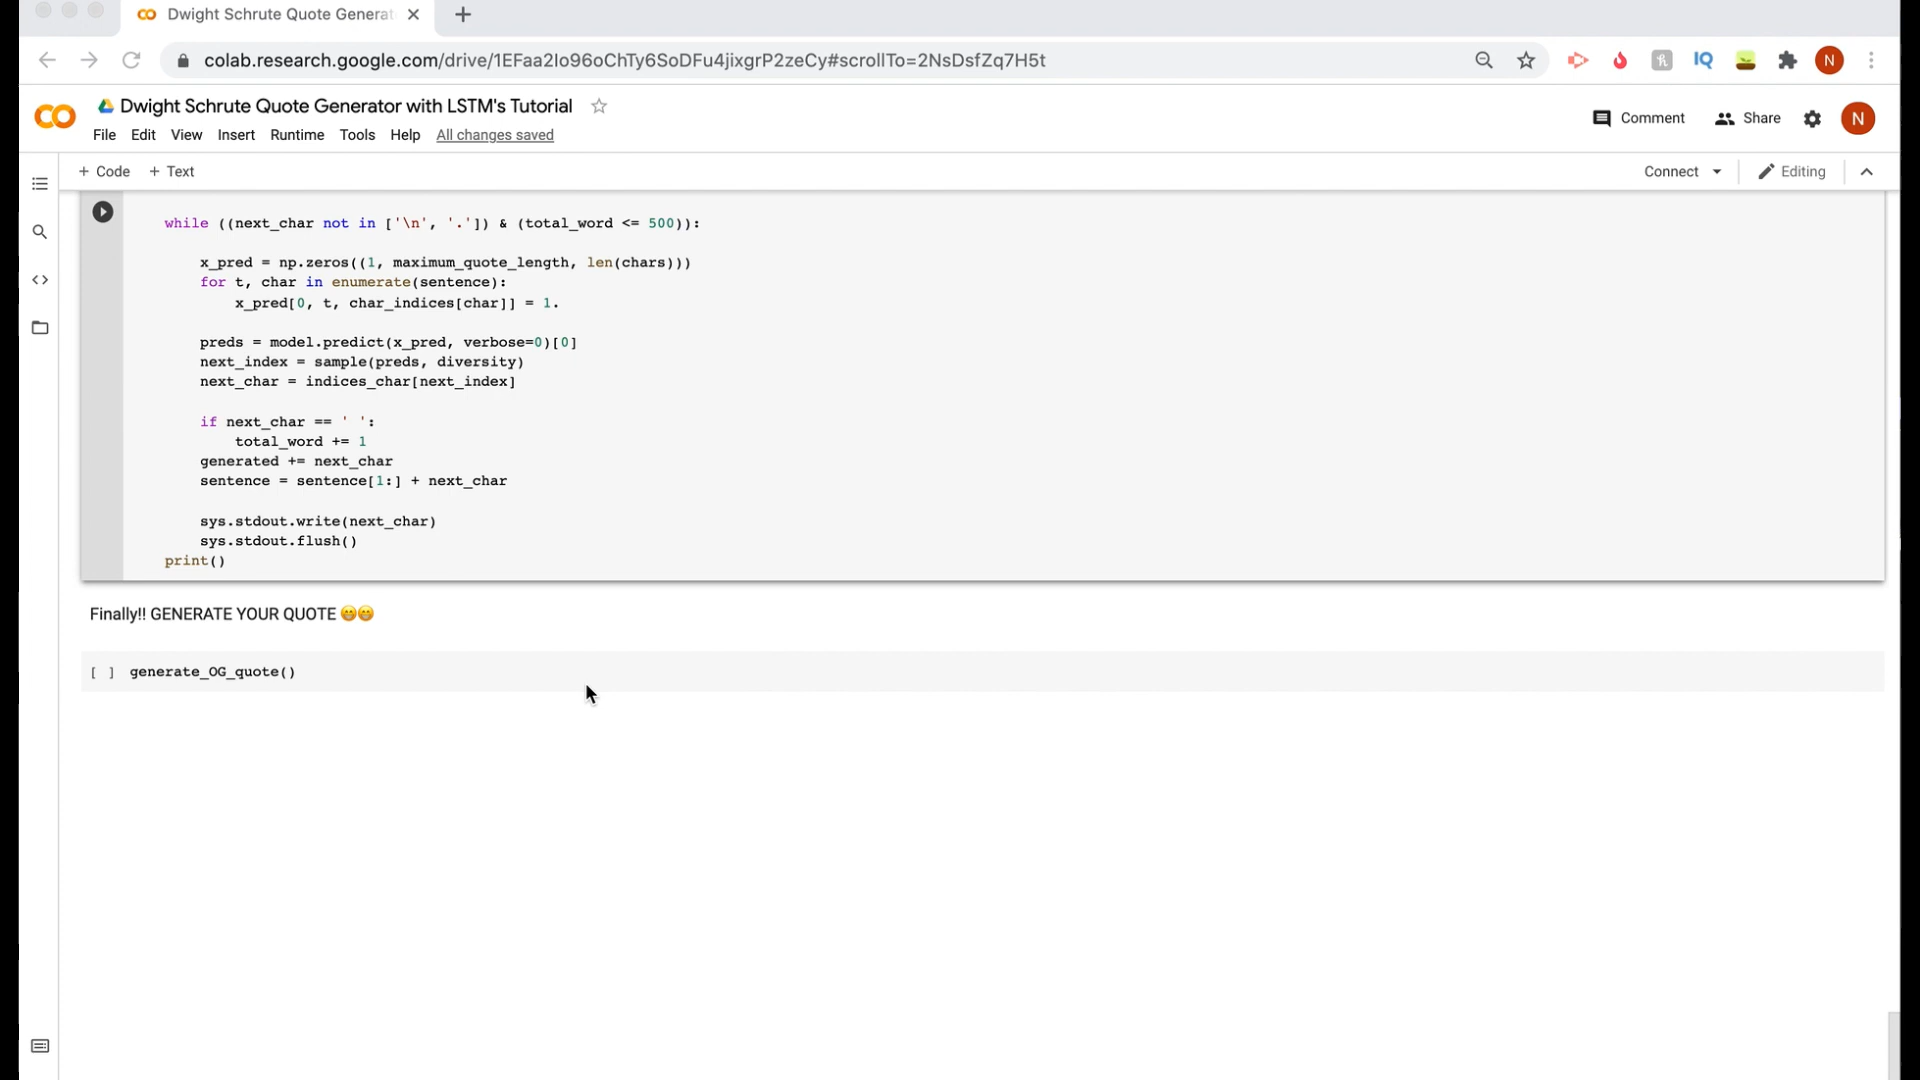 Dwight Schrute Quote Generat
colab.research.google.com/drive/1EFaa2Io96oChTy6SoDFu4jixgrP2zeCy#scrollTo=2NsDsfZq7H5t
IQ
N
Dwight Schrute Quote Generator with LSTM's Tutorial
Comment
Share
N
File Edit View Insert Runtime Tools Help All changes saved
+ Code + Text
Connect
Editing
while ((next_char not in ['\n', '.']) & (total_word <= 500)):
x_pred = np.zeros((1, maximum_quote_length, len(chars)))
for t, char in enumerate(sentence):
x_pred[0, t, char_indices[char]] = 1.
preds = model.predict(x_pred, verbose=0)[0]
next_index = sample(preds, diversity)
next_char = indices_char[next_index]
if next_char == ' ':
total_word += 1
generated += next_char
sentence = sentence[1:] + next_char
sys.stdout.write(next_char)
sys.stdout.flush()
print()
Finally!! GENERATE YOUR QUOTE 😁😁
[ ] generate_OG_quote()